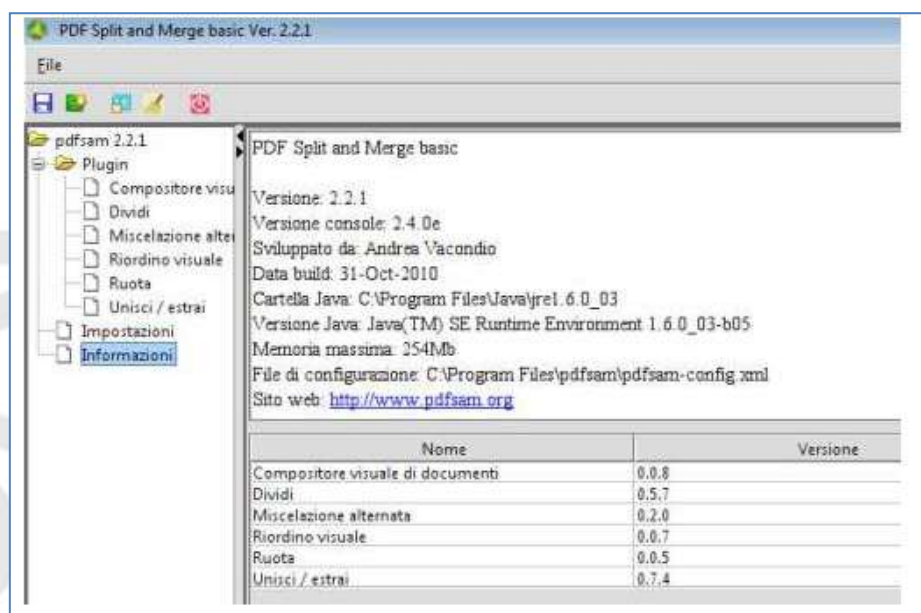 PDF Split and Merge basic Ver. 2.2.1
File
pdfsam 2.2.1
Plugin
Compositore visu
Dividi
Miscelazione alter
Riordino visuale
Ruota
Unisci / estrai
Impostazioni
Informazioni
PDF Split and Merge basic
Versione: 2.2.1
Versione console: 2.4.0e
Sviluppato da: Andrea Vacondio
Data build: 31-Oct-2010
Cartella Java: C:\Program Files\Java\jre1.6.0_03
Versione Java: Java(TM) SE Runtime Environment 1.6.0_03-b05
Memoria massima: 254Mb
File di configurazione: C:\Program Files\pdfsam\pdfsam-config.xml
Sito web: http://www.pdfsam.org
Nome Versione
Compositore visuale di documenti 0.0.8
Dividi 0.5.7
Miscelazione alternata 0.2.0
Riordino visuale 0.0.7
Ruota 0.0.5
Unisci / estrai 0.7.4